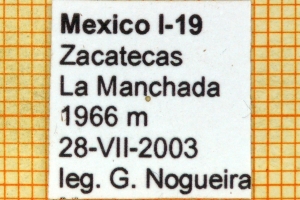 Mexico I-19
Zacatecas
La Manchada
1966 m
28-VII-2003
leg. G. Nogueira